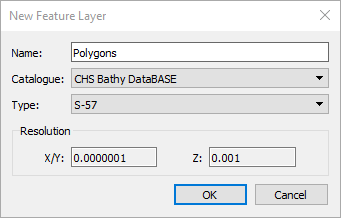 New Feature Layer
Name: Polygons
Catalogue: CHS Bathy DataBASE
Type: S-57
Resolution
X/Y: 0.0000001 Z: 0.001
OK Cancel